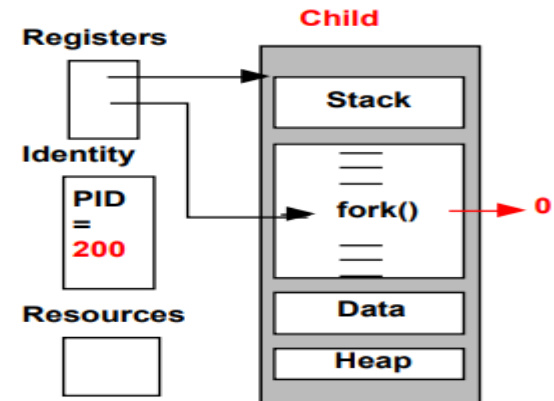 Child
Registers
Stack
Identity
PID
=
200
fork()
0
Resources
Data
Heap